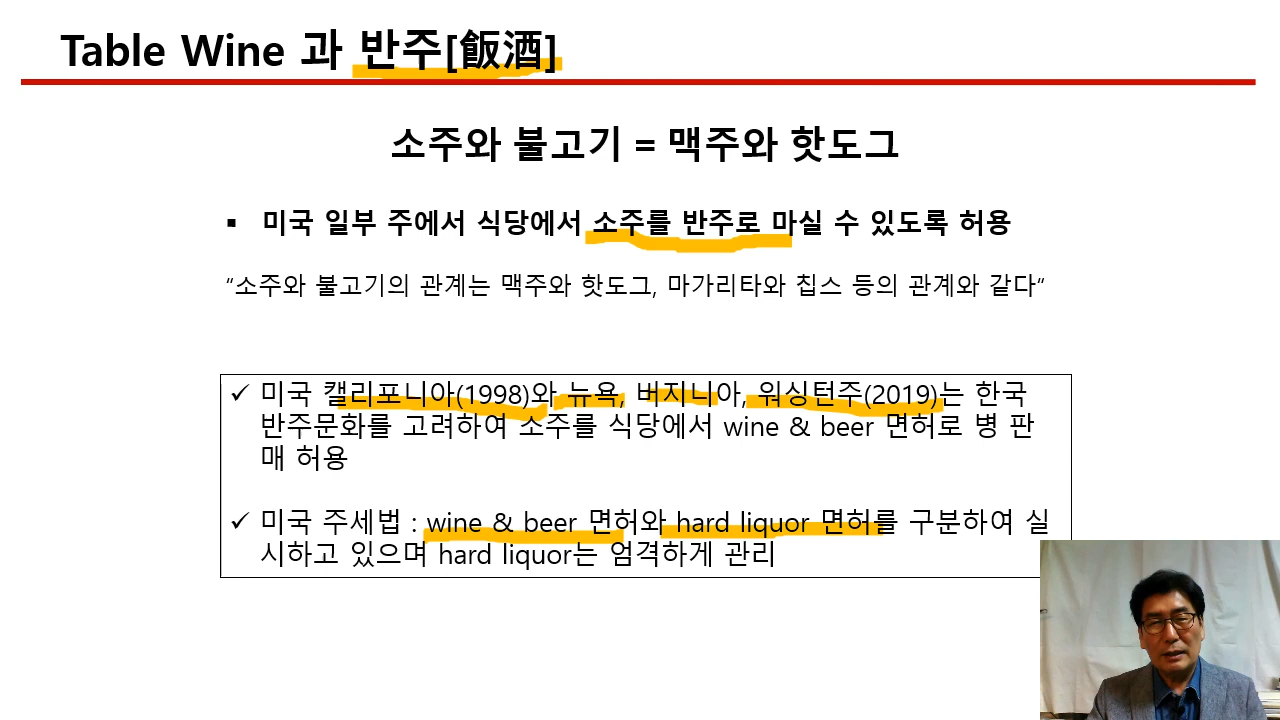 Table Wine 과 반주[飯酒]
소주와 불고기 = 맥주와 핫도그
▪ 미국 일부 주에서 식당에서 소주를 반주로 마실 수 있도록 허용
“소주와 불고기의 관계는 맥주와 핫도그, 마가리타와 칩스 등의 관계와 같다“
✓ 미국 캘리포니아(1998)와 뉴욕, 버지니아, 워싱턴주(2019)는 한국
반주문화를 고려하여 소주를 식당에서 wine & beer 면허로 병 판
매 허용
✓ 미국 주세법 : wine & beer 면허와 hard liquor 면허를 구분하여 실
시하고 있으며 hard liquor는 엄격하게 관리